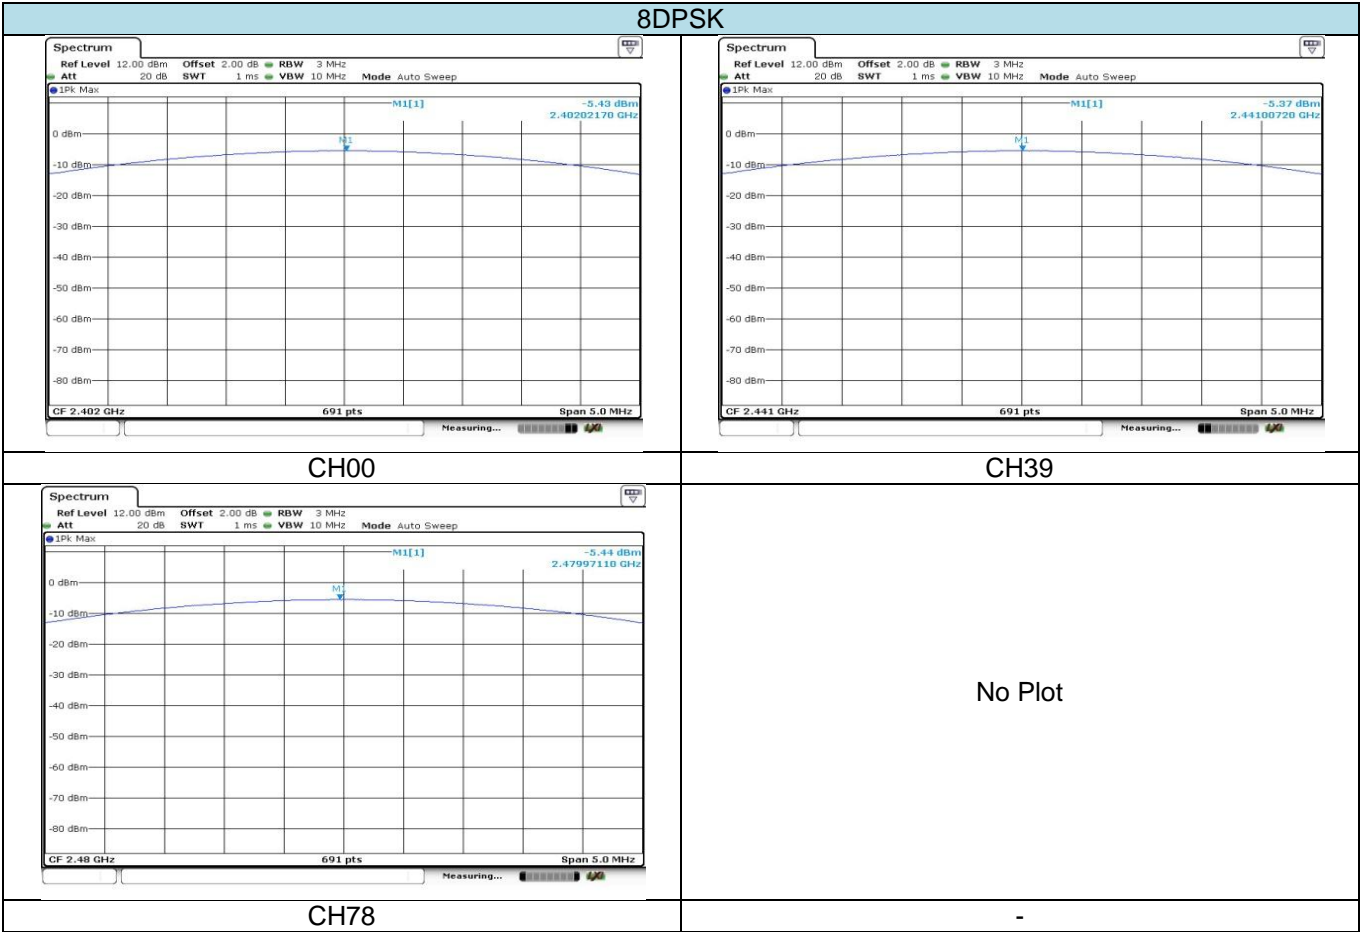 8DPSK
Spectrum
Ref Level 12.00 dBm Offset 2.00 dB RBW 3 MHz
Att 20 dB SWT 1 ms VBW 10 MHz Mode Auto Sweep
1Pk Max
M1[1] -5.43 dBm
2.40202170 GHz
0 dBm
M1
-10 dBm
-20 dBm
-30 dBm
-40 dBm
-50 dBm
-60 dBm
-70 dBm
-80 dBm
CF 2.402 GHz 691 pts Span 5.0 MHz
Measuring...
CH00
Spectrum
Ref Level 12.00 dBm Offset 2.00 dB RBW 3 MHz
Att 20 dB SWT 1 ms VBW 10 MHz Mode Auto Sweep
1Pk Max
M1[1] -5.37 dBm
2.44100720 GHz
0 dBm
M1
-10 dBm
-20 dBm
-30 dBm
-40 dBm
-50 dBm
-60 dBm
-70 dBm
-80 dBm
CF 2.441 GHz 691 pts Span 5.0 MHz
Measuring...
CH39
Spectrum
Ref Level 12.00 dBm Offset 2.00 dB RBW 3 MHz
Att 20 dB SWT 1 ms VBW 10 MHz Mode Auto Sweep
1Pk Max
M1[1] -5.44 dBm
2.47997110 GHz
0 dBm
M1
-10 dBm
-20 dBm
-30 dBm
-40 dBm
-50 dBm
-60 dBm
-70 dBm
-80 dBm
CF 2.48 GHz 691 pts Span 5.0 MHz
Measuring...
CH78
No Plot
-